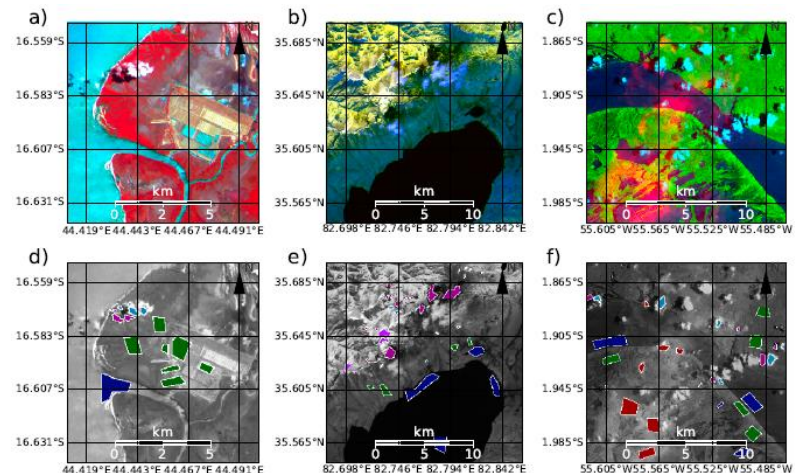 a)
b)
c)
N
N
N
16.559°S
16.583°S
16.607°S
16.631°S
35.685°N
35.645°N
35.605°N
35.565°N
1.865°S
1.905°S
1.945°S
1.985°S
km
0 2 5
km
0 5 10
km
0 5 10
44.419°E 44.443°E 44.467°E 44.491°E
82.698°E 82.746°E 82.794°E 82.842°E
55.605°W 55.565°W 55.525°W 55.485°W
d)
e)
f)
N
N
N
16.559°S
16.583°S
16.607°S
16.631°S
35.685°N
35.645°N
35.605°N
35.565°N
1.865°S
1.905°S
1.945°S
1.985°S
km
0 2 5
km
0 5 10
km
0 5 10
44.419°E 44.443°E 44.467°E 44.491°E
82.698°E 82.746°E 82.794°E 82.842°E
55.605°W 55.565°W 55.525°W 55.485°W